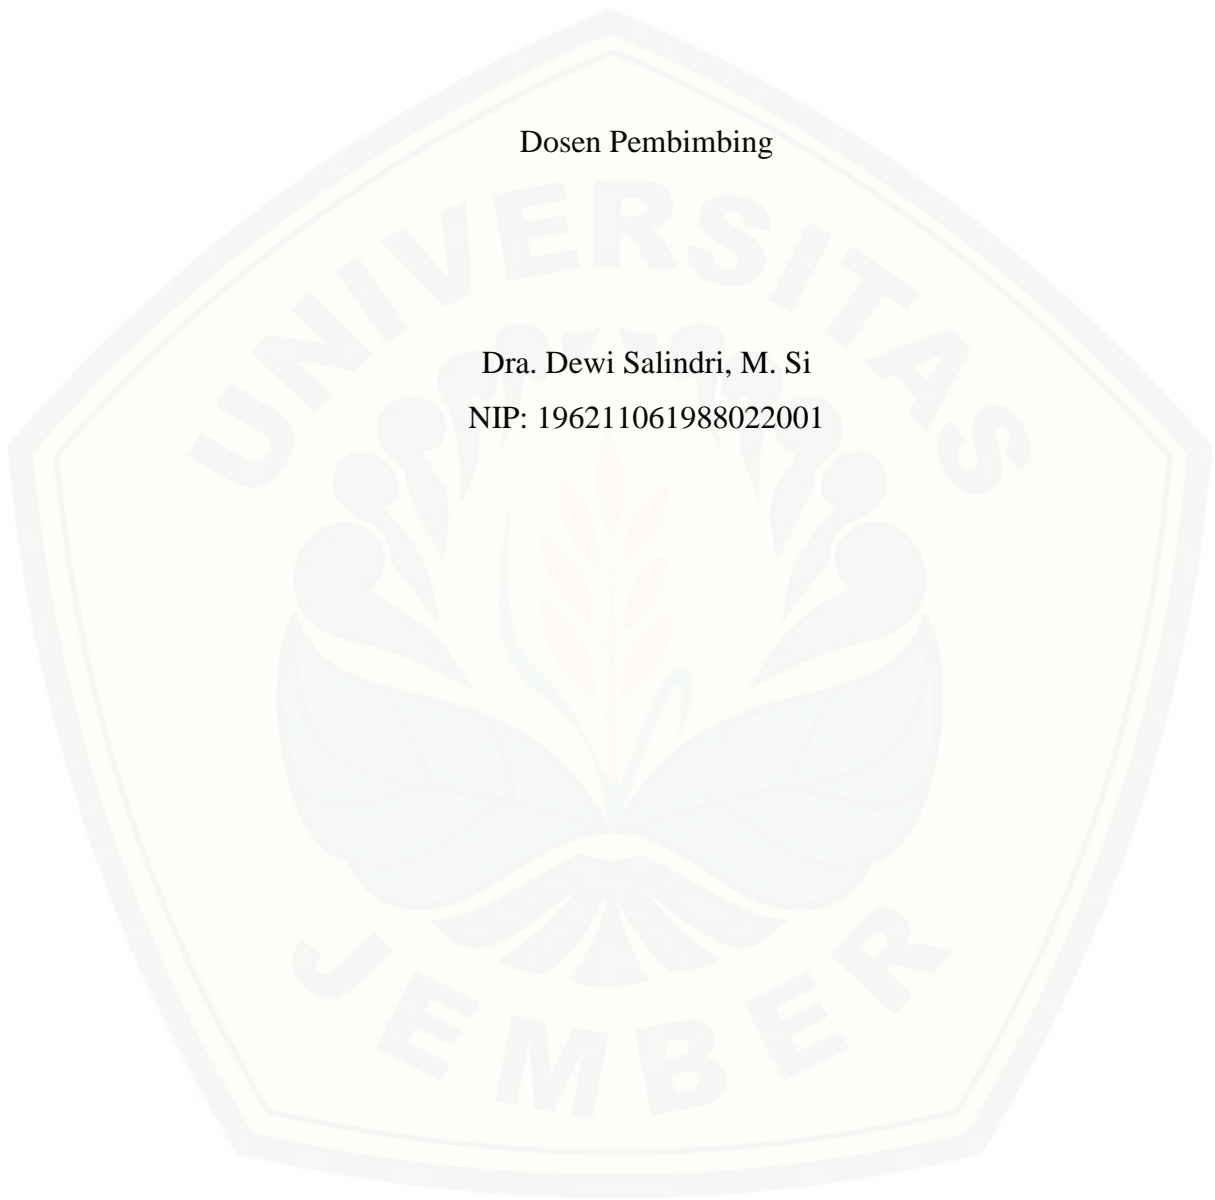 Dosen Pembimbing
UNIVERSITAS
Dra. Dewi Salindri, M. Si
NIP: 196211061988022001
JEMBER